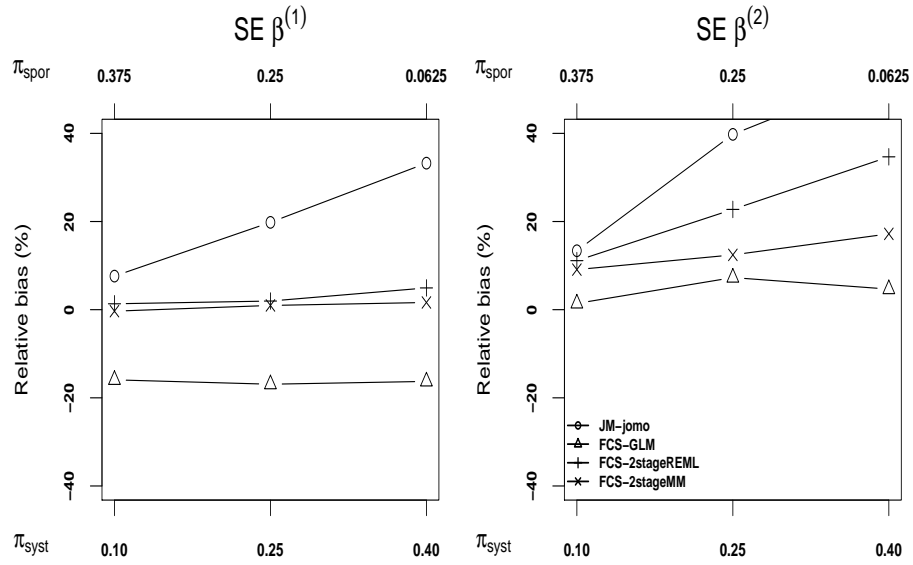 SE β(1)
πspor
0.375 0.25 0.0625
Relative bias (%)
40
20
0
−20
−40
πsyst
0.10 0.25 0.40
SE β(2)
πspor
0.375 0.25 0.0625
Relative bias (%)
40
20
0
−20
−40
JM−jomo
FCS−GLM
FCS−2stageREML
FCS−2stageMM
πsyst
0.10 0.25 0.40